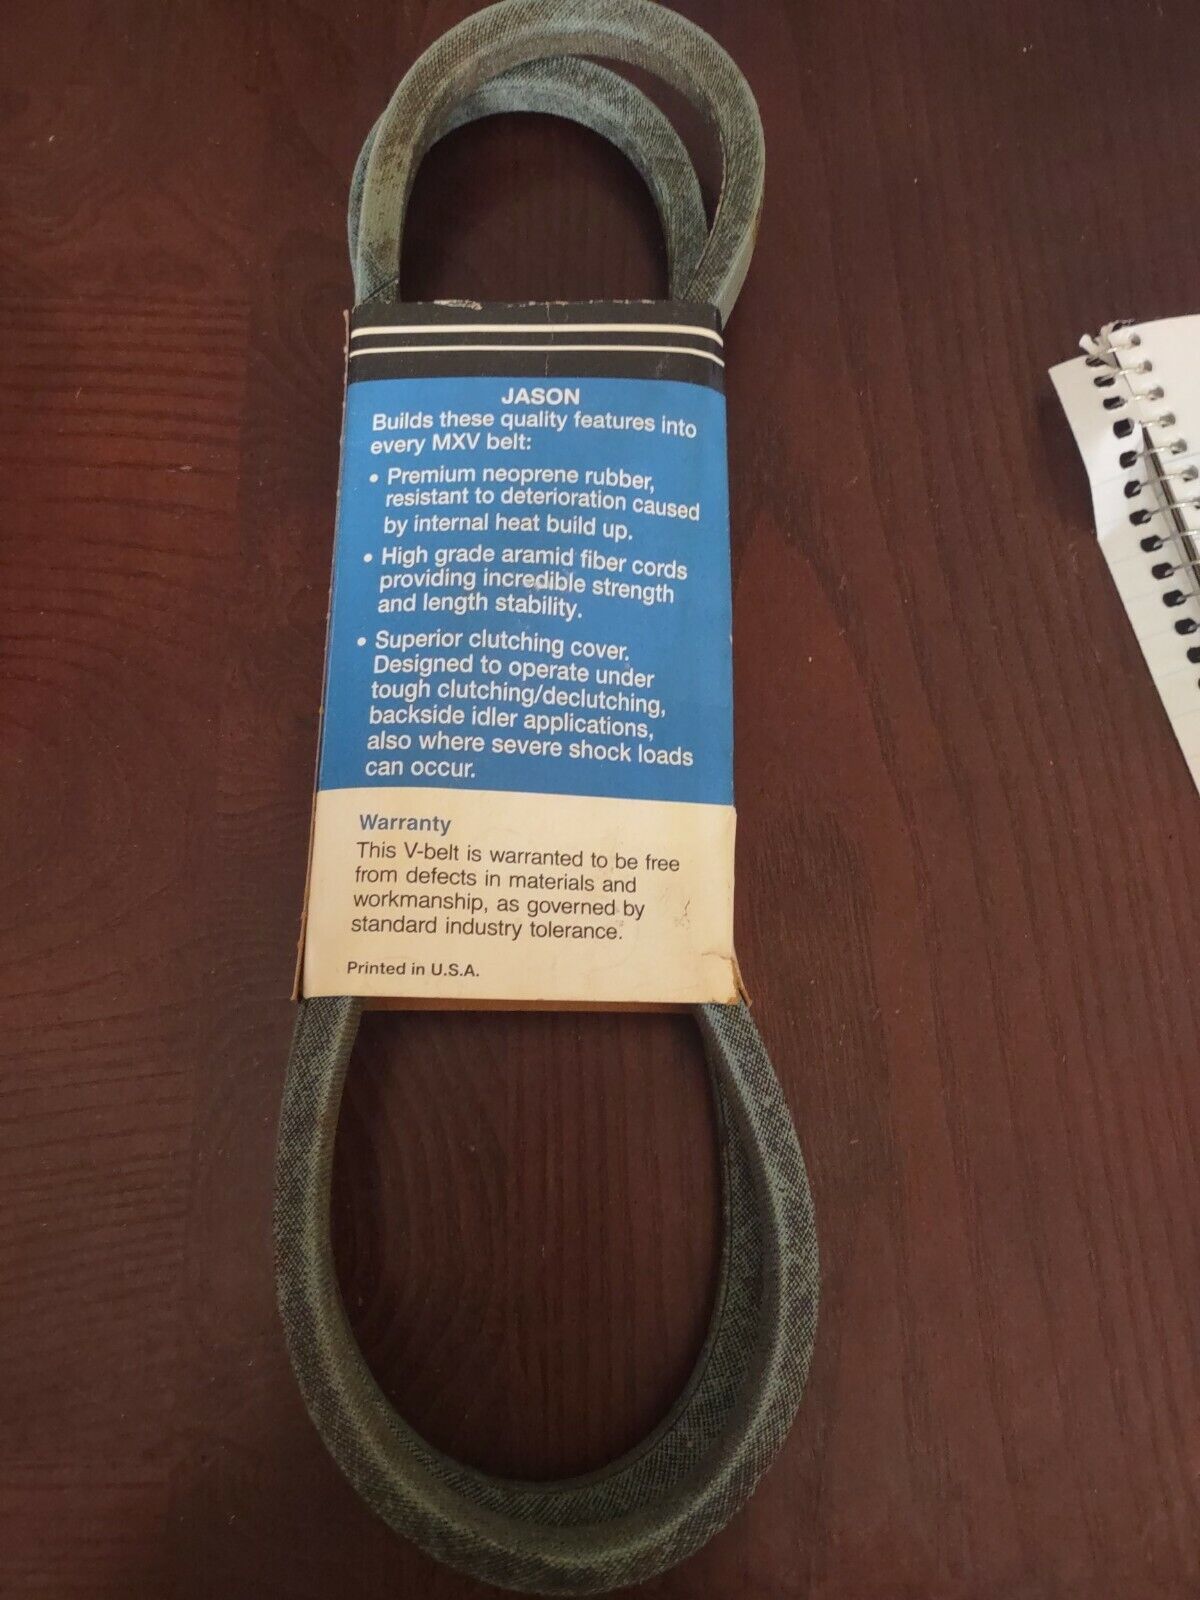 JASON
Builds these quality features into
every MXV belt:
• Premium neoprene rubber,
resistant to deterioration caused
by internal heat build up.
• High grade aramid fiber cords
providing incredible strength
and length stability.
• Superior clutching cover.
Designed to operate under
tough clutching/declutching,
backside idler applications,
also where severe shock loads
can occur.
Warranty
This V-belt is warranted to be free
from defects in materials and
workmanship, as governed by
standard industry tolerance.
Printed in U.S.A.